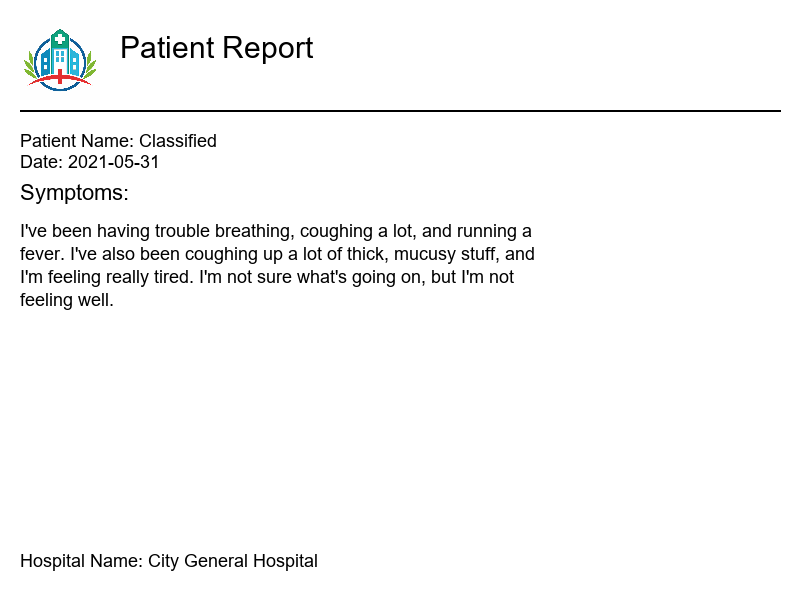 Patient Report
Patient Name: Classified
Date: 2021-05-31
Symptoms:
I've been having trouble breathing, coughing a lot, and running a
fever. I've also been coughing up a lot of thick, mucusy stuff, and
I'm feeling really tired. I'm not sure what's going on, but I'm not
feeling well.
Hospital Name: City General Hospital